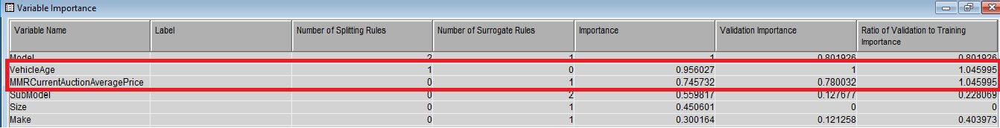 Variable Importance
Variable Name Label Number of Splitting Rules Number of Surrogate Rules Importance Validation Importance Ratio of Validation to Training Importance
Model 2 1 1 0.801926 0.801926
VehicleAge 1 0 0.956027 1 1.045995
MMRCurrentAuctionAveragePrice 0 1 0.745732 0.780032 1.045995
SubModel 0 2 0.559817 0.127677 0.228069
Size 0 1 0.450601 0 0
Make 0 1 0.300164 0.121258 0.403973